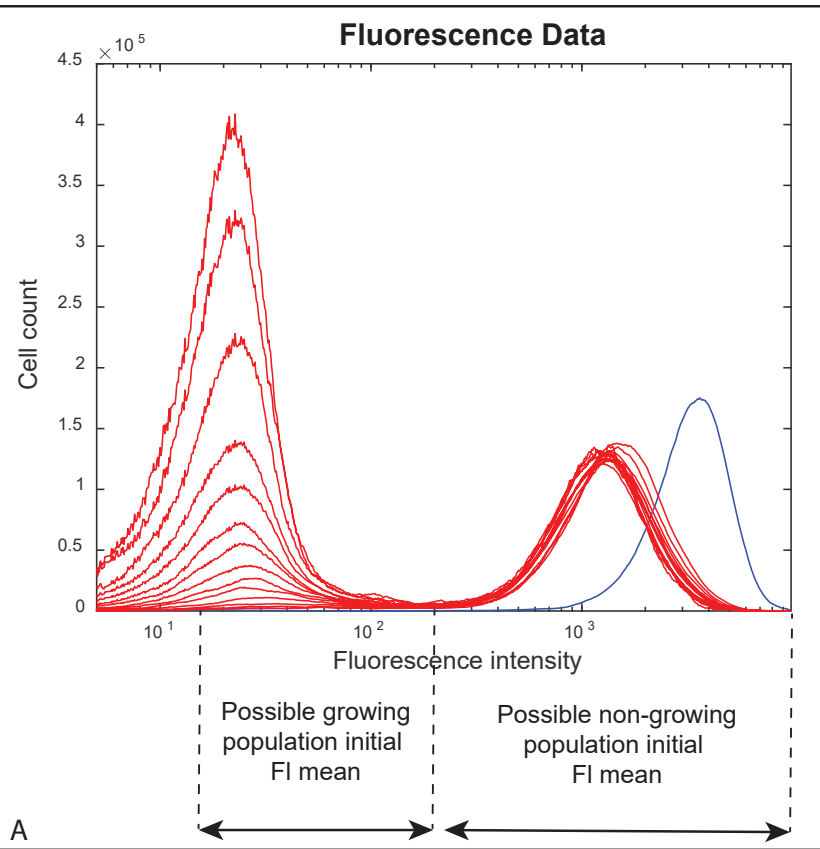 Fluorescence Data
× 10 5
4.5
4
3.5
3
2.5
2
1.5
1
0.5
0
Cell count
10 1
10 2
10 3
Fluorescence intensity
Possible growing
population initial
FI mean
Possible non-growing
population initial
FI mean
A